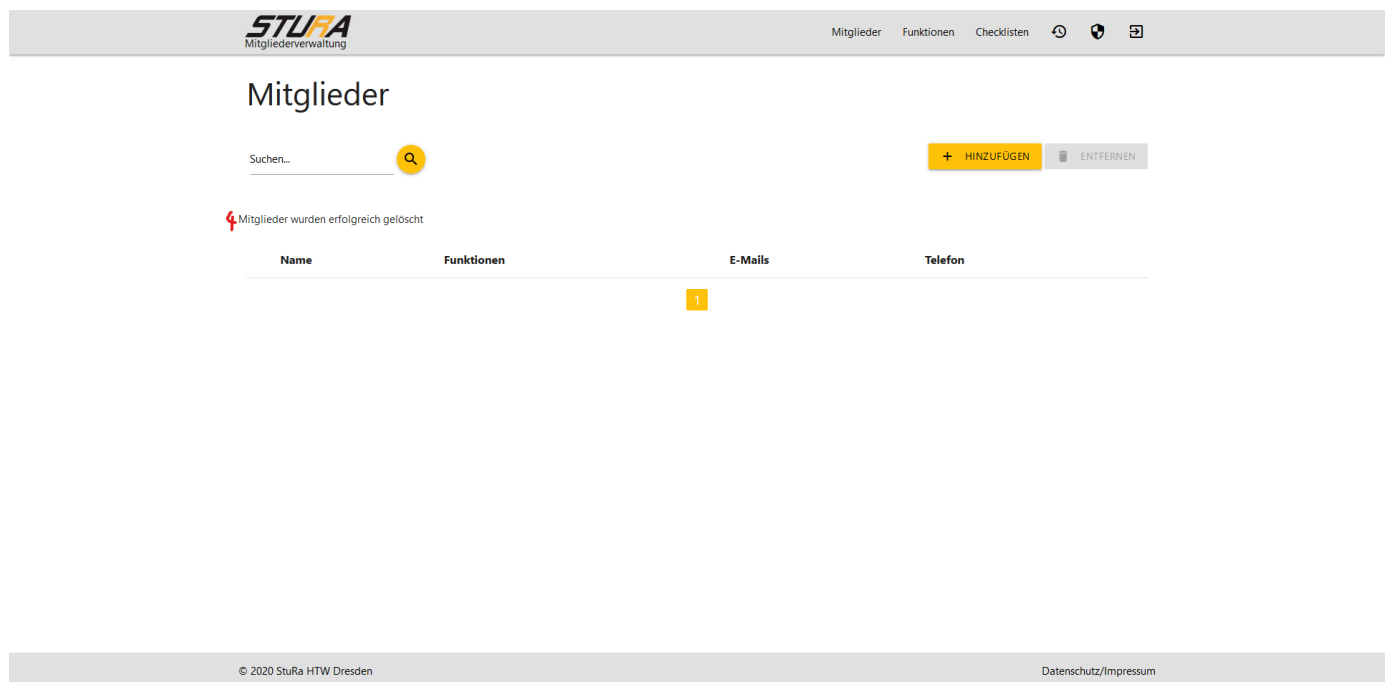 STURA
Mitgliederverwaltung
Mitglieder Funktionen Checklisten
Mitglieder
Suchen...
+ HINZUFÜGEN ENTFERNEN
4 Mitglieder wurden erfolgreich gelöscht
Name Funktionen E-Mails Telefon
1
© 2020 StuRa HTW Dresden Datenschutz/Impressum